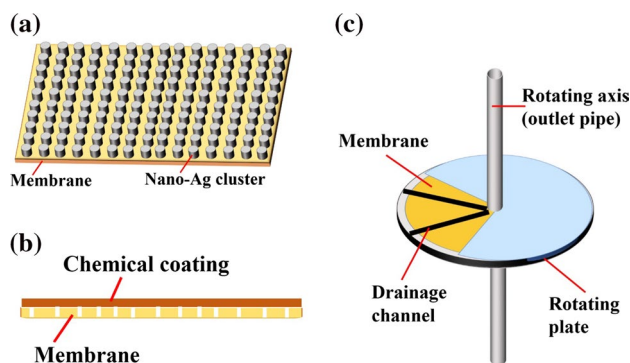 (a)
Membrane
Nano-Ag cluster
(b)
Chemical coating
Membrane
(c)
Rotating axis
(outlet pipe)
Membrane
Drainage
channel
Rotating
plate